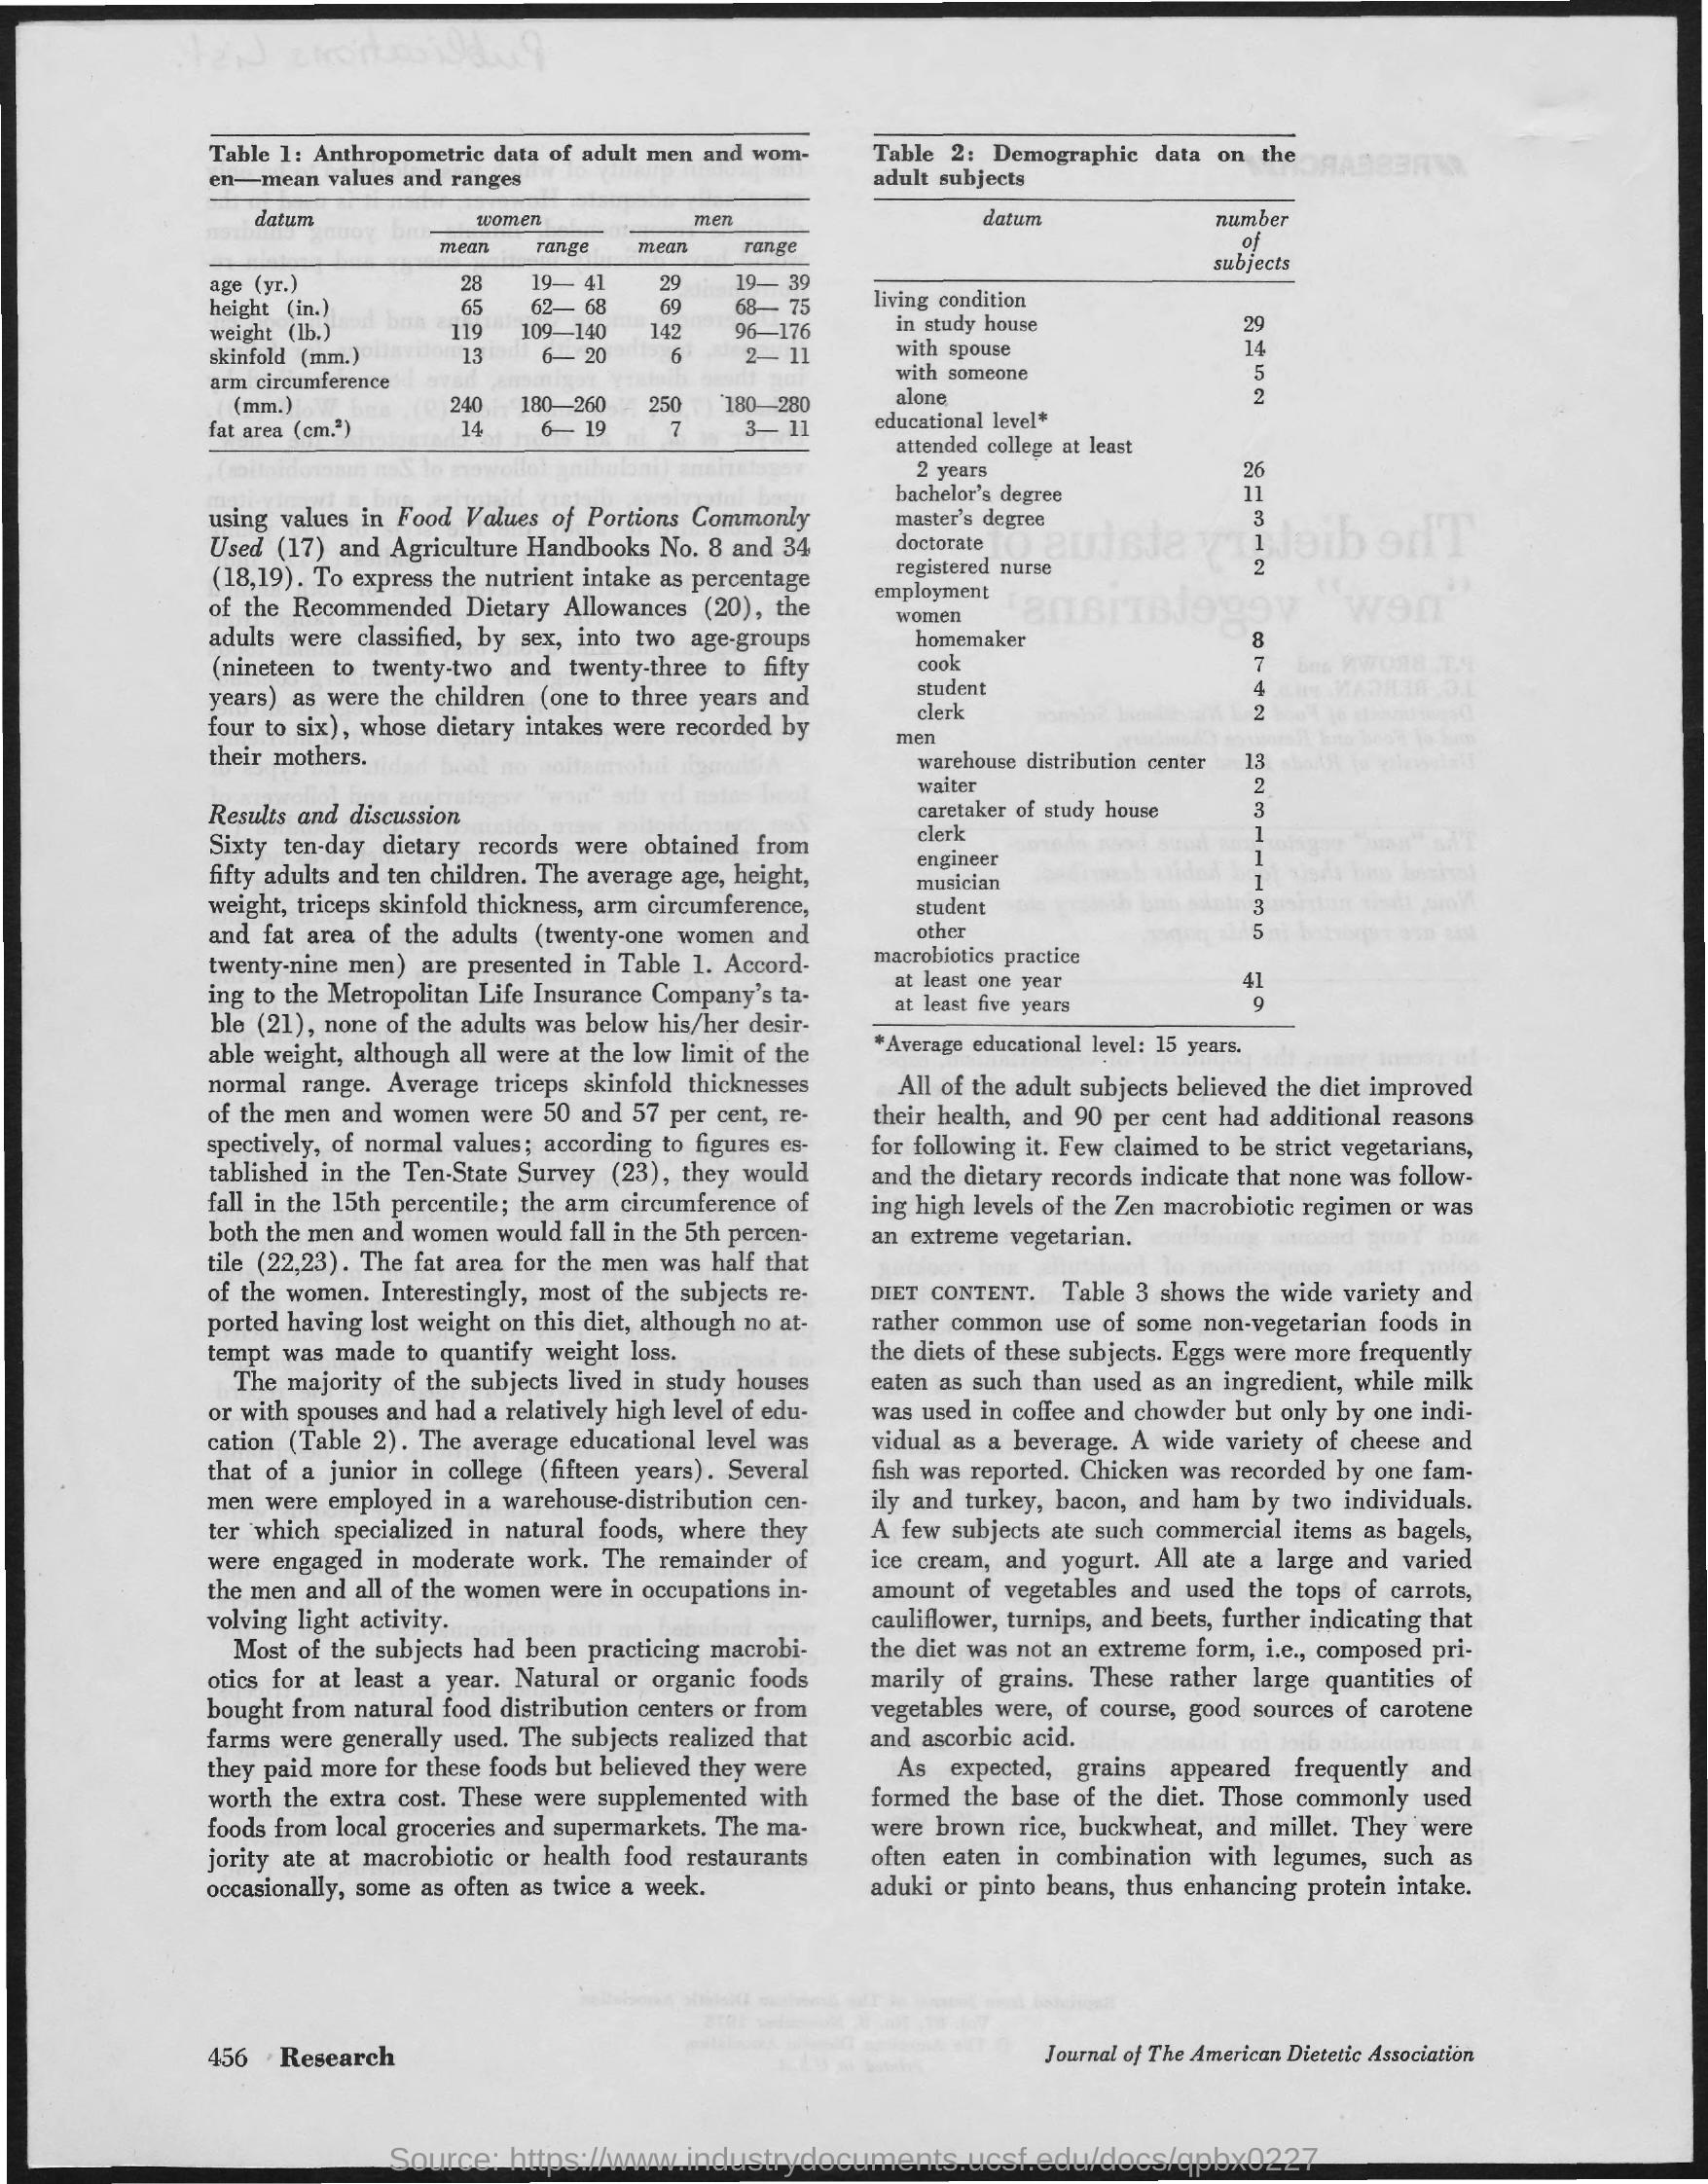 Publications List.
Table 1: Anthropometric data of adult men and wom-
en—mean values and ranges
datum women men
mean range mean range
age (yr.) 28 19— 41 29 19— 39
height (in.) 65 62— 68 69 68— 75
weight (lb.) 119 109—140 142 96—176
skinfold (mm.) 13 6— 20 6 2— 11
arm circumference
(mm.) 240 180—260 250 180—280
fat area (cm.²) 14 6— 19 7 3— 11
using values in Food Values of Portions Commonly
Used (17) and Agriculture Handbooks No. 8 and 34
(18,19). To express the nutrient intake as percentage
of the Recommended Dietary Allowances (20), the
adults were classified, by sex, into two age-groups
(nineteen to twenty-two and twenty-three to fifty
years) as were the children (one to three years and
four to six), whose dietary intakes were recorded by
their mothers.
Results and discussion
Sixty ten-day dietary records were obtained from
fifty adults and ten children. The average age, height,
weight, triceps skinfold thickness, arm circumference,
and fat area of the adults (twenty-one women and
twenty-nine men) are presented in Table 1. Accord-
ing to the Metropolitan Life Insurance Company's ta-
ble (21), none of the adults was below his/her desir-
able weight, although all were at the low limit of the
normal range. Average triceps skinfold thicknesses
of the men and women were 50 and 57 per cent, re-
spectively, of normal values; according to figures es-
tablished in the Ten-State Survey (23), they would
fall in the 15th percentile; the arm circumference of
both the men and women would fall in the 5th percen-
tile (22,23). The fat area for the men was half that
of the women. Interestingly, most of the subjects re-
ported having lost weight on this diet, although no at-
tempt was made to quantify weight loss.
The majority of the subjects lived in study houses
or with spouses and had a relatively high level of edu-
cation (Table 2). The average educational level was
that of a junior in college (fifteen years). Several
men were employed in a warehouse-distribution cen-
ter which specialized in natural foods, where they
were engaged in moderate work. The remainder of
the men and all of the women were in occupations in-
volving light activity.
Most of the subjects had been practicing macrobi-
otics for at least a year. Natural or organic foods
bought from natural food distribution centers or from
farms were generally used. The subjects realized that
they paid more for these foods but believed they were
worth the extra cost. These were supplemented with
foods from local groceries and supermarkets. The ma-
jority ate at macrobiotic or health food restaurants
occasionally, some as often as twice a week.
Table 2: Demographic data on the
adult subjects
datum number
of
subjects
living condition
in study house 29
with spouse 14
with someone 5
alone 2
educational level*
attended college at least
2 years 26
bachelor's degree 11
master's degree 3
doctorate 1
registered nurse 2
employment
women
homemaker 8
cook 7
student 4
clerk 2
men
warehouse distribution center 13
waiter 2
caretaker of study house 3
clerk 1
engineer 1
musician 1
student 3
other 5
macrobiotics practice
at least one year 41
at least five years 9
*Average educational level: 15 years.
All of the adult subjects believed the diet improved
their health, and 90 per cent had additional reasons
for following it. Few claimed to be strict vegetarians,
and the dietary records indicate that none was follow-
ing high levels of the Zen macrobiotic regimen or was
an extreme vegetarian.
DIET CONTENT. Table 3 shows the wide variety and
rather common use of some non-vegetarian foods in
the diets of these subjects. Eggs were more frequently
eaten as such than used as an ingredient, while milk
was used in coffee and chowder but only by one indi-
vidual as a beverage. A wide variety of cheese and
fish was reported. Chicken was recorded by one fam-
ily and turkey, bacon, and ham by two individuals.
A few subjects ate such commercial items as bagels,
ice cream, and yogurt. All ate a large and varied
amount of vegetables and used the tops of carrots,
cauliflower, turnips, and beets, further indicating that
the diet was not an extreme form, i.e., composed pri-
marily of grains. These rather large quantities of
vegetables were, of course, good sources of carotene
and ascorbic acid.
As expected, grains appeared frequently and
formed the base of the diet. Those commonly used
were brown rice, buckwheat, and millet. They were
often eaten in combination with legumes, such as
aduki or pinto beans, thus enhancing protein intake.
456 Research
Journal of The American Dietetic Association
Source: https://www.industrydocuments.ucsf.edu/docs/qpbx0227